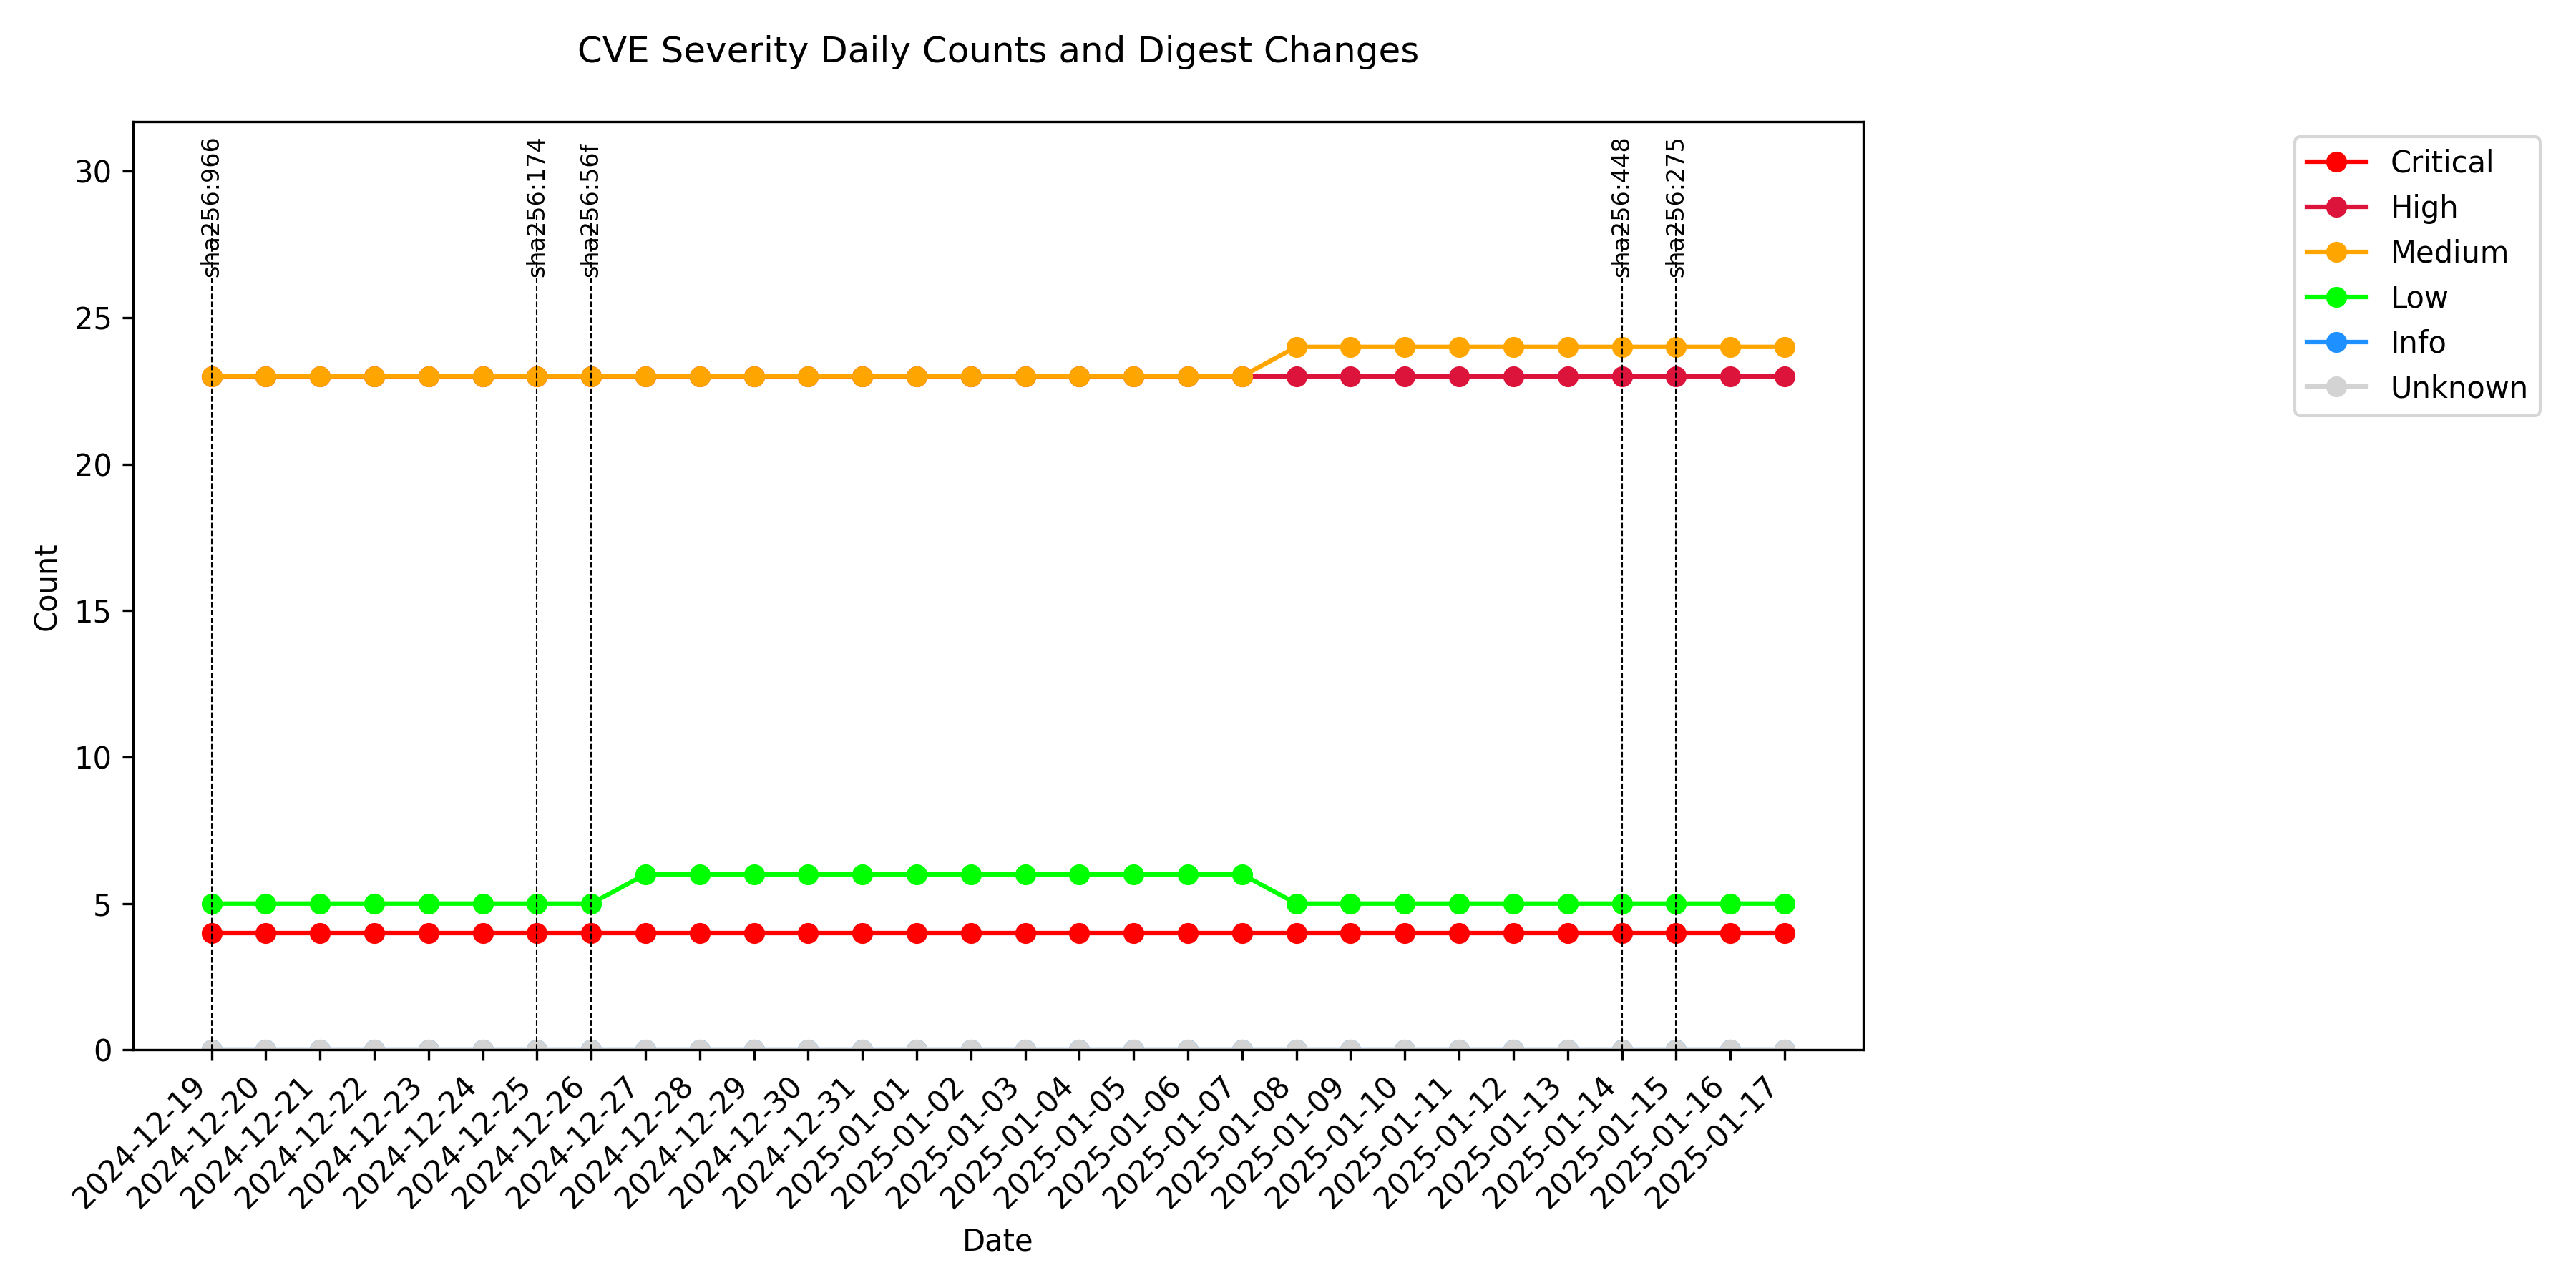 CVE Severity Daily Counts and Digest Changes
sha256:966
sha256:174
sha256:56f
sha256:448
sha256:275
Critical
High
Medium
Low
Info
Unknown
Count
30
25
20
15
10
5
0
2024-12-19
2024-12-20
2024-12-21
2024-12-22
2024-12-23
2024-12-24
2024-12-25
2024-12-26
2024-12-27
2024-12-28
2024-12-29
2024-12-30
2024-12-31
2025-01-01
2025-01-02
2025-01-03
2025-01-04
2025-01-05
2025-01-06
2025-01-07
2025-01-08
2025-01-09
2025-01-10
2025-01-11
2025-01-12
2025-01-13
2025-01-14
2025-01-15
2025-01-16
2025-01-17
Date